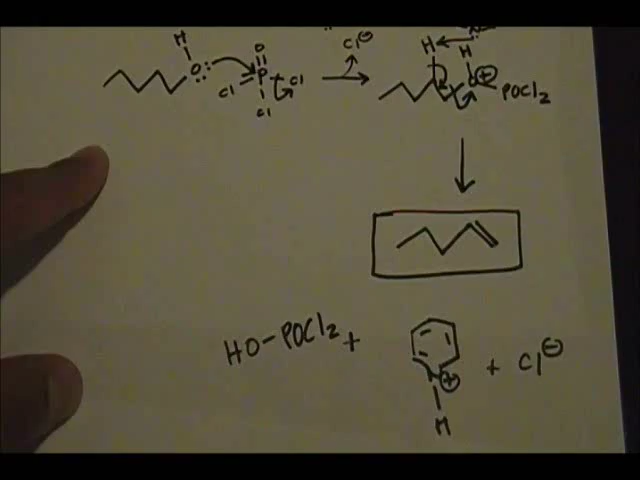 H Cl⊖ H H
O: O
Cl P Cl
Cl
O ⊕ POCl2
HO-POCl2 + N ⊕ + Cl⊖
H